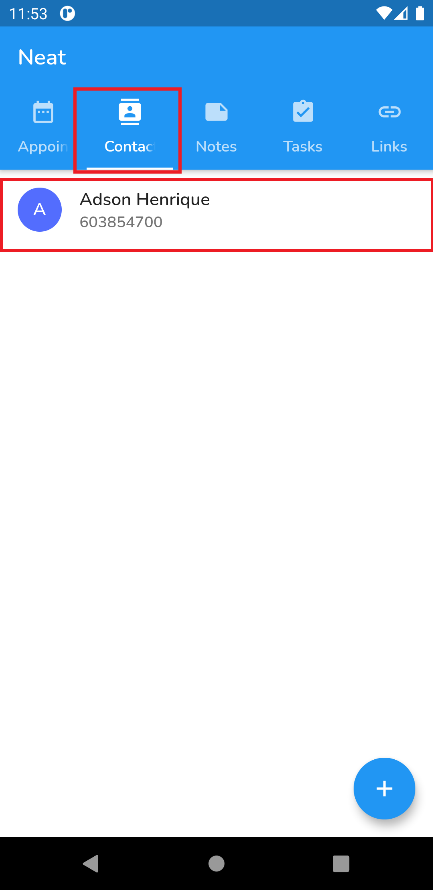 11:53
Neat
Appoin
Contac
Notes
Tasks
Links
A
Adson Henrique
603854700
+